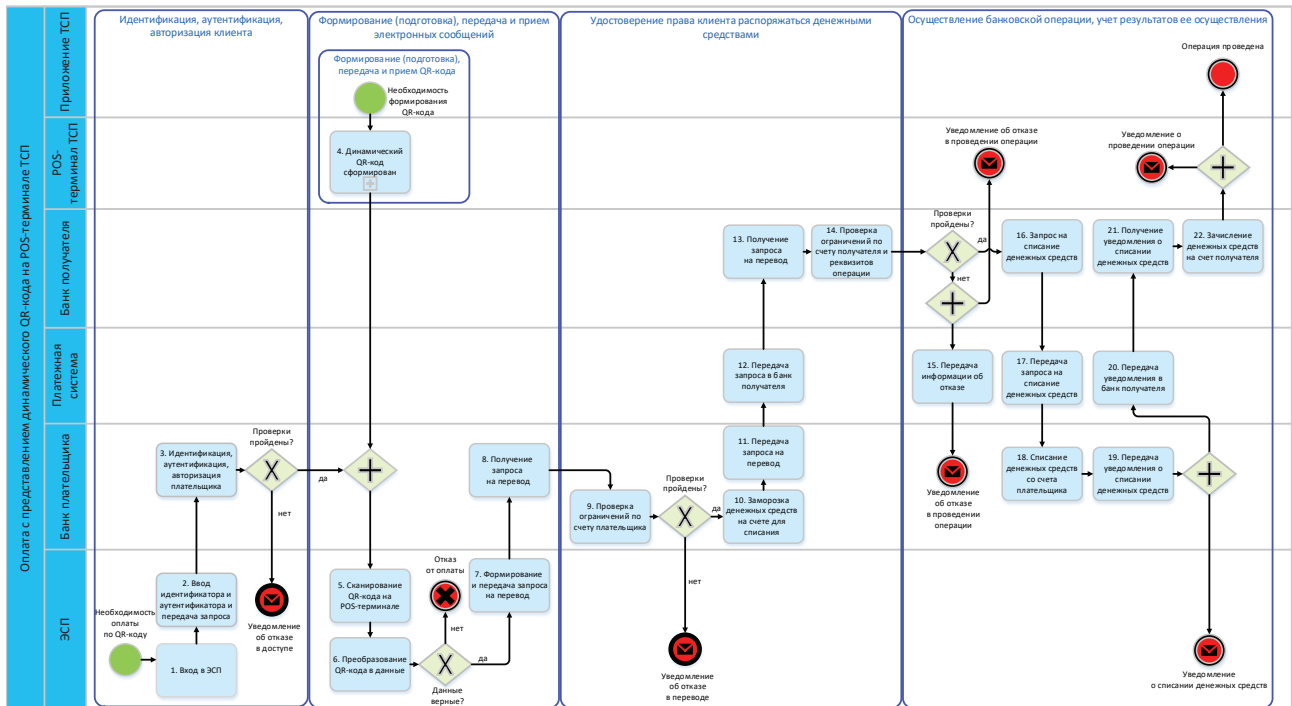 Оплата с представлением динамического QR-кода на POS-терминале ТСП
Приложение ТСП
POS-
терминал ТСП
Банк получателя
Платежная
система
Банк плательщика
ЭСП
Идентификация, аутентификация,
авторизация клиента
Необходимость
оплаты
по QR-коду
1. Вход в ЭСП
2. Ввод
идентификатора и
аутентификатора и
передача запроса
3. Идентификация,
аутентификация,
авторизация
плательщика
Проверки
пройдены?
X
да
нет
Уведомление
об отказе
в доступе
Формирование (подготовка), передача и прием
электронных сообщений
Формирование (подготовка),
передача и прием QR-кода
Необходимость
формирования
QR-кода
4. Динамический
QR-код
сформирован
5. Сканирование
QR-кода на
POS-терминале
6. Преобразование
QR-кода в данные
X
Данные
верные?
нет
да
Отказ
от оплаты
7. Формирование
и передача запроса
на перевод
8. Получение
запроса
на перевод
Удостоверение права клиента распоряжаться денежными
средствами
9. Проверка
ограничений по
счету плательщика
Проверки
пройдены?
X
да
нет
Уведомление
об отказе
в переводе
10. Заморозка
денежных средств
на счете для
списания
11. Передача
запроса на
перевод
12. Передача
запроса в банк
получателя
13. Получение
запроса
на перевод
14. Проверка
ограничений по
счету получателя и
реквизитов
операции
Осуществление банковской операции, учет результатов ее осуществления
Проверки
пройдены?
X
да
нет
Уведомление об отказе
в проведении операции
15. Передача
информации об
отказе
Уведомление
об отказе
в проведении
операции
16. Запрос на
списание
денежных средств
17. Передача
запроса на
списание
денежных средств
18. Списание
денежных средств
со счета
плательщика
19. Передача
уведомления о
списании
денежных средств
Уведомление
о списании денежных средств
20. Передача
уведомления в
банк получателя
21. Получение
уведомления о
списании
денежных средств
22. Зачисление
денежных средств
на счет получателя
Уведомление о
проведении операции
Операция проведена